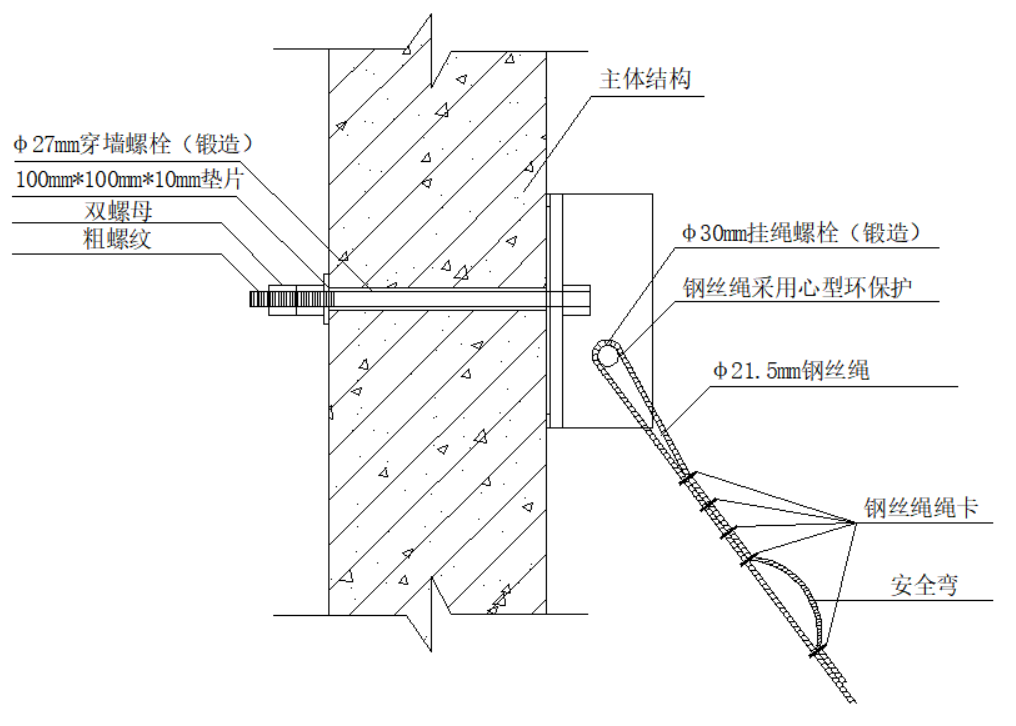 主体结构
φ27mm穿墙螺栓（锻造）
100mm*100mm*10mm垫片
双螺母
粗螺纹
φ30mm挂绳螺栓（锻造）
钢丝绳采用心型环保护
φ21.5mm钢丝绳
钢丝绳绳卡
安全弯